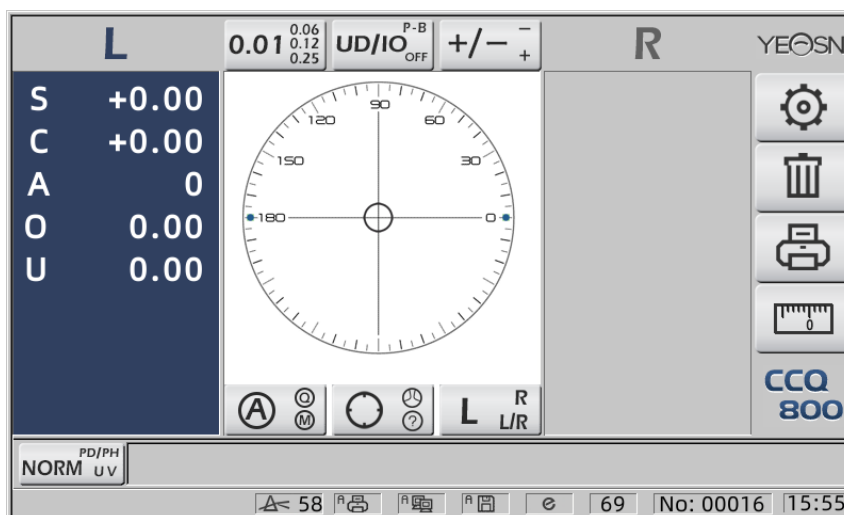 L
0.01 0.06 0.12 0.25
UD/IO P-B OFF
+/− − +
R
YEOSN
S +0.00
C +0.00
A 0
O 0.00
U 0.00
90
120 60
150 30
180 0
0
CCQ
800
A Q M
?
L R L/R
NORM PD/PH UV
58
A
A
A
e
69
No: 00016
15:55